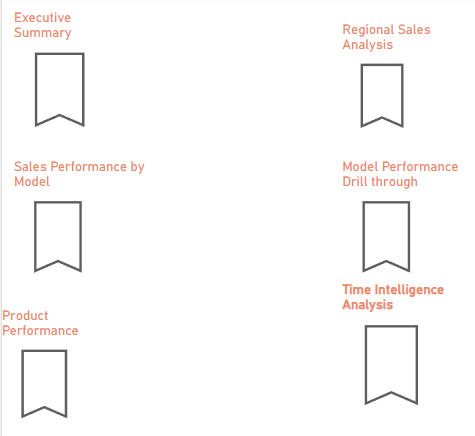 Executive
Summary
Regional Sales
Analysis
Sales Performance by
Model
Model Performance
Drill through
Time Intelligence
Analysis
Product
Performance